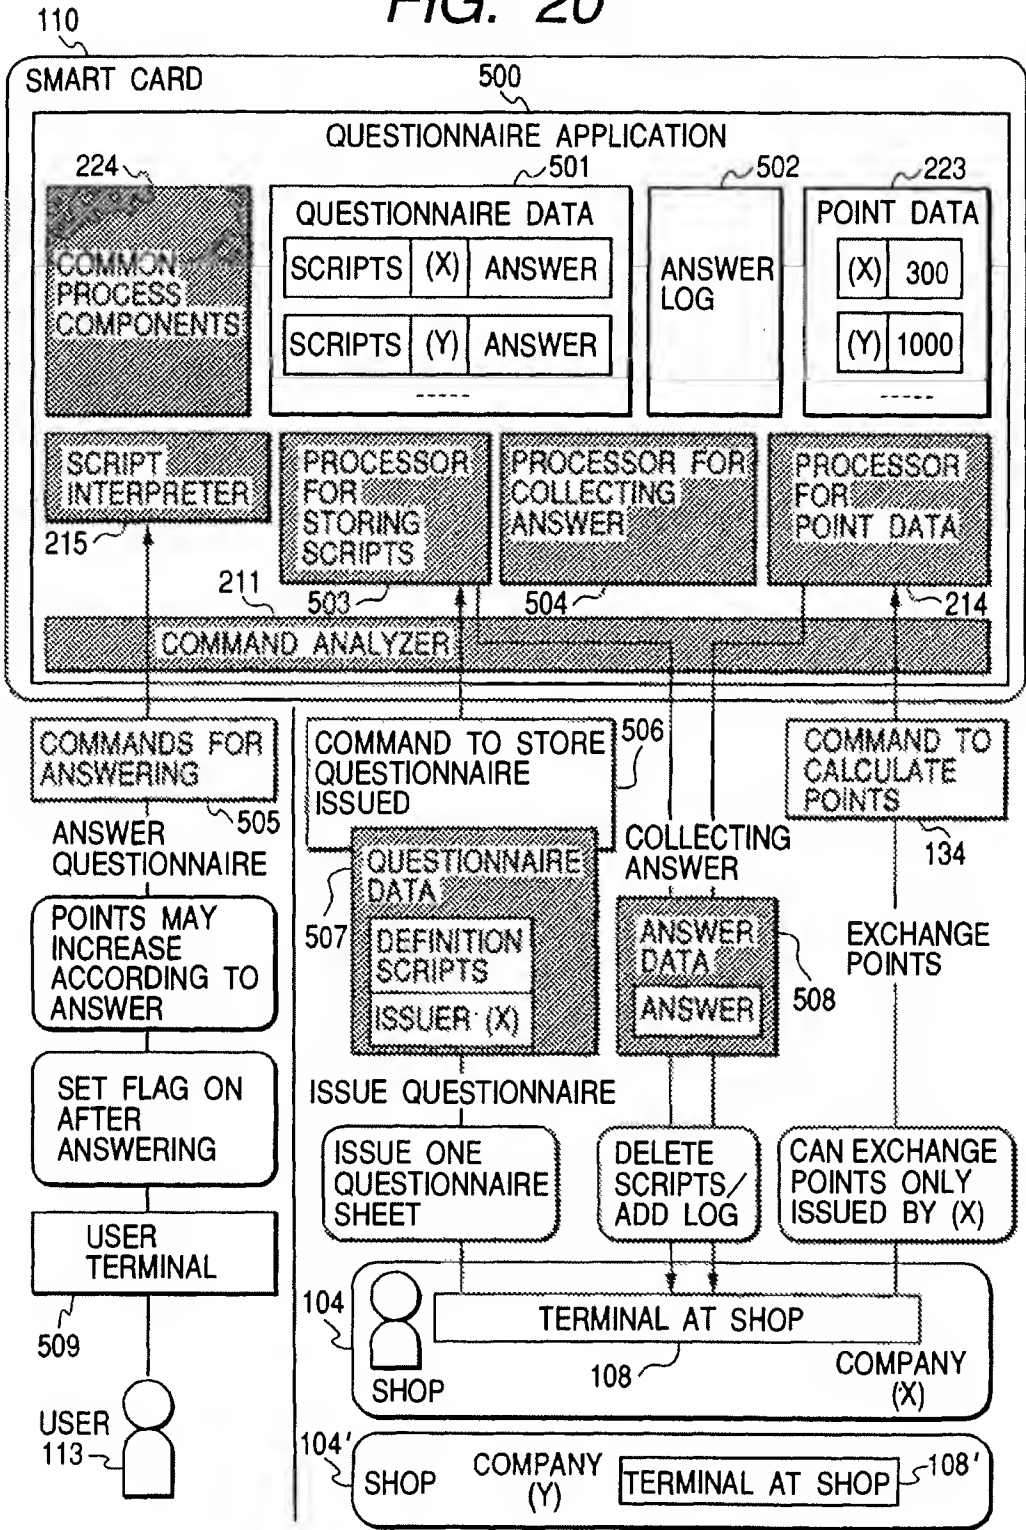 FIG. 20
110
SMART CARD
500
QUESTIONNAIRE APPLICATION
224
501
502
223
COMMON
PROCESS
COMPONENTS
QUESTIONNAIRE DATA
SCRIPTS (X) ANSWER
SCRIPTS (Y) ANSWER
-----
ANSWER
LOG
POINT DATA
(X) 300
(Y) 1000
-----
SCRIPT
INTERPRETER
215
PROCESSOR
FOR
STORING
SCRIPTS
503
PROCESSOR FOR
COLLECTING
ANSWER
504
PROCESSOR
FOR
POINT DATA
214
211
COMMAND ANALYZER
COMMANDS FOR
ANSWERING
505
ANSWER
QUESTIONNAIRE
POINTS MAY
INCREASE
ACCORDING TO
ANSWER
SET FLAG ON
AFTER
ANSWERING
USER
TERMINAL
509
USER
113
COMMAND TO STORE
QUESTIONNAIRE
ISSUED
506
QUESTIONNAIRE
DATA
507
DEFINITION
SCRIPTS
ISSUER (X)
ISSUE QUESTIONNAIRE
ISSUE ONE
QUESTIONNAIRE
SHEET
COLLECTING
ANSWER
ANSWER
DATA
ANSWER
508
DELETE
SCRIPTS/
ADD LOG
COMMAND TO
CALCULATE
POINTS
134
EXCHANGE
POINTS
CAN EXCHANGE
POINTS ONLY
ISSUED BY (X)
104
TERMINAL AT SHOP
108
SHOP
COMPANY
(X)
104'
SHOP
COMPANY
(Y)
TERMINAL AT SHOP
108'